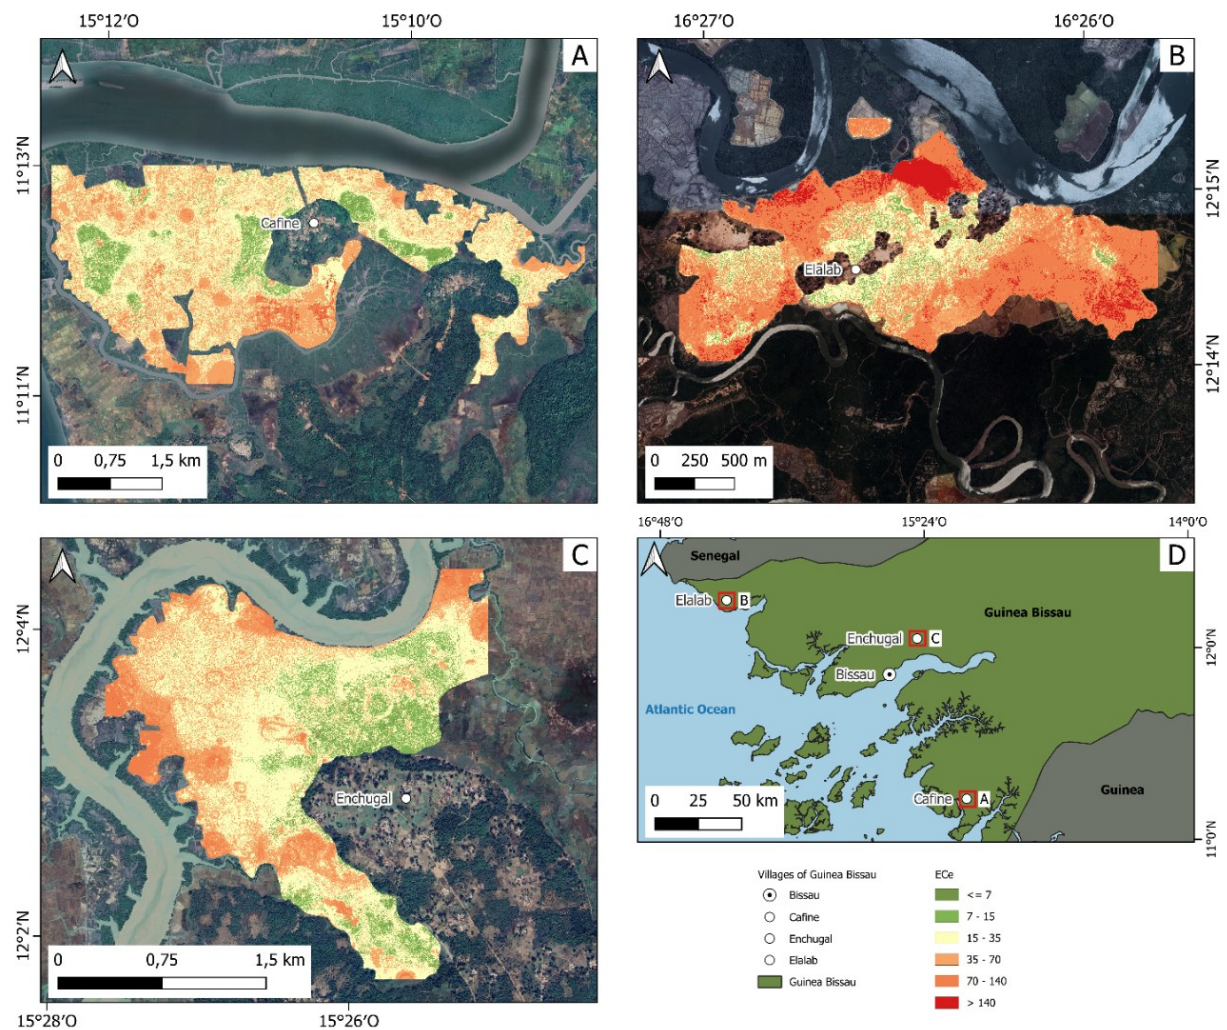 15°12′O 15°10′O
16°27′O 16°26′O
A
B
11°13′N
11°11′N
12°15′N
12°14′N
Cafine
Elalab
0 0,75 1,5 km
0 250 500 m
C
12°4′N
12°2′N
Enchugal
0 0,75 1,5 km
15°28′O 15°26′O
16°48′O 15°24′O 14°0′O
D
Senegal
Elalab B
Guinea Bissau
Enchugal C
Bissau
Atlantic Ocean
Cafine A
Guinea
0 25 50 km
12°0′N
11°0′N
Villages of Guinea Bissau
Bissau
Cafine
Enchugal
Elalab
Guinea Bissau
ECe
<= 7
7 - 15
15 - 35
35 - 70
70 - 140
> 140